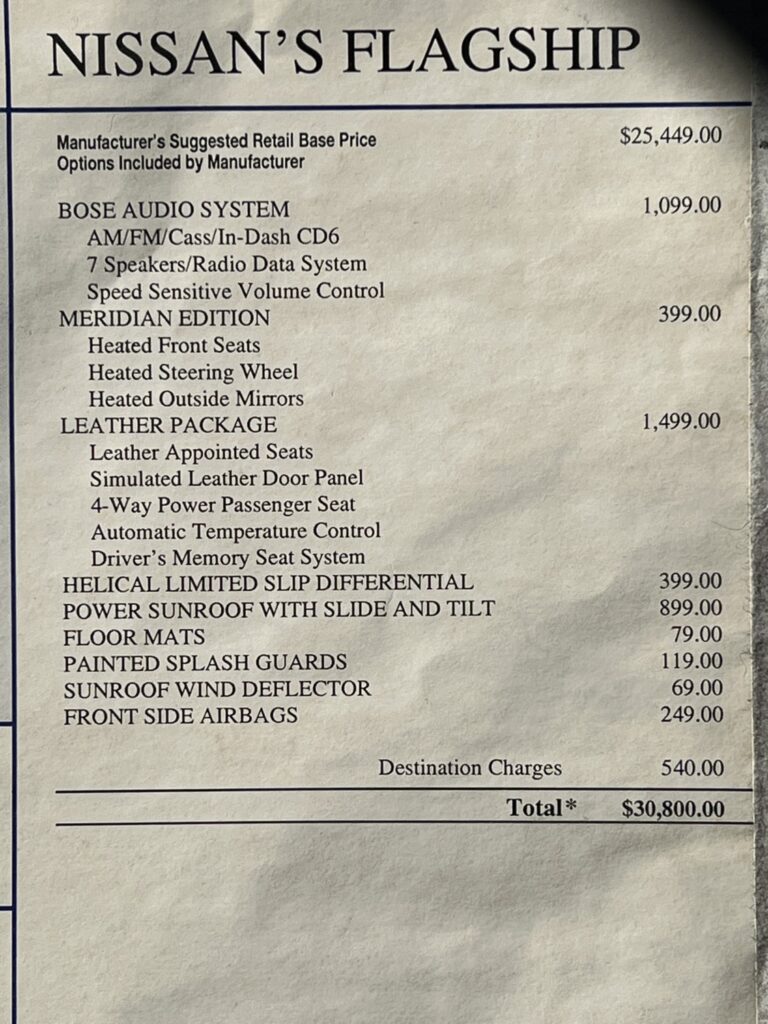 NISSAN'S FLAGSHIP
Manufacturer's Suggested Retail Base Price $25,449.00
Options Included by Manufacturer
BOSE AUDIO SYSTEM 1,099.00
AM/FM/Cass/In-Dash CD6
7 Speakers/Radio Data System
Speed Sensitive Volume Control
MERIDIAN EDITION 399.00
Heated Front Seats
Heated Steering Wheel
Heated Outside Mirrors
LEATHER PACKAGE 1,499.00
Leather Appointed Seats
Simulated Leather Door Panel
4-Way Power Passenger Seat
Automatic Temperature Control
Driver's Memory Seat System
HELICAL LIMITED SLIP DIFFERENTIAL 399.00
POWER SUNROOF WITH SLIDE AND TILT 899.00
FLOOR MATS 79.00
PAINTED SPLASH GUARDS 119.00
SUNROOF WIND DEFLECTOR 69.00
FRONT SIDE AIRBAGS 249.00
Destination Charges 540.00
Total* $30,800.00